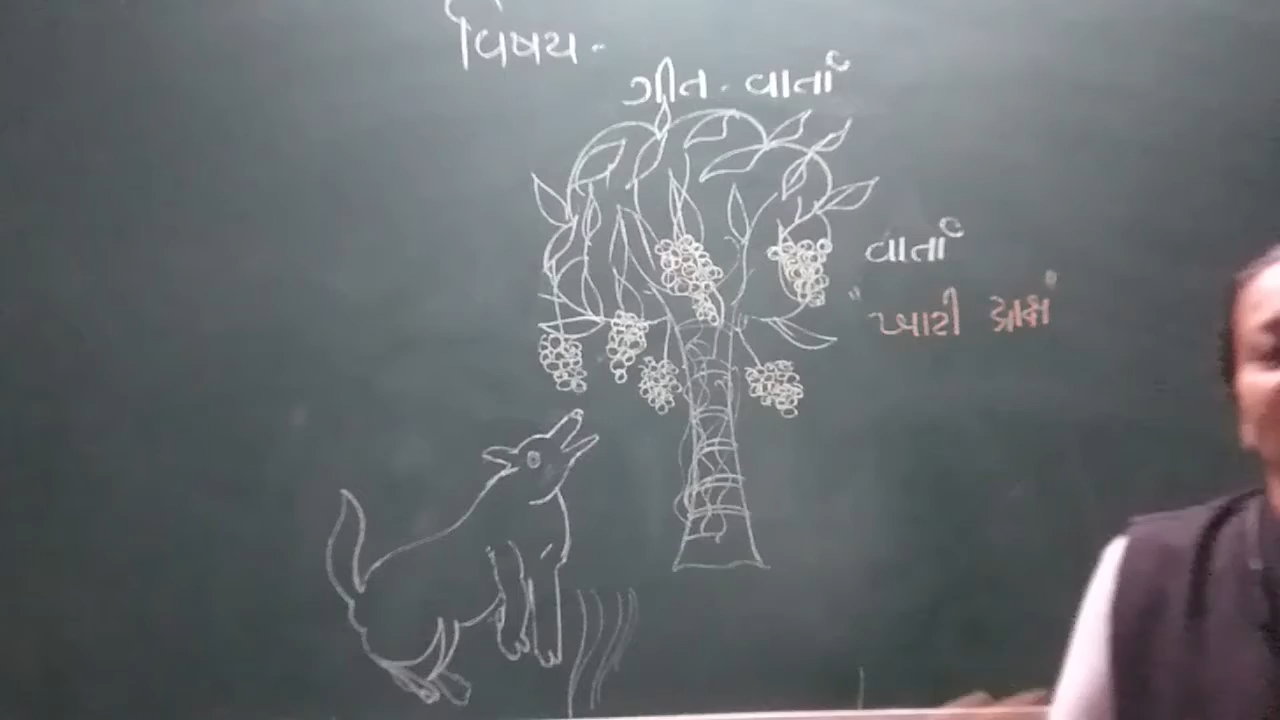 વિષય -
ગીત - વાર્તા
વાર્તા
"ખાટી દ્રાક્ષ"